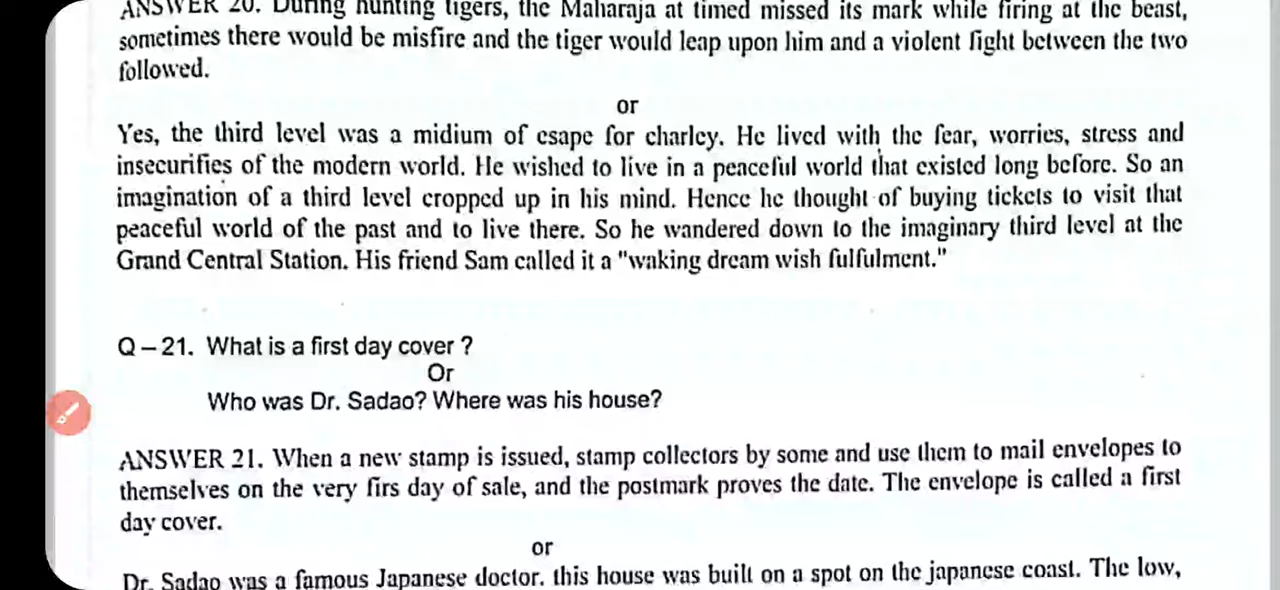 ANSWER 20. During hunting tigers, the Maharaja at timed missed its mark while firing at the beast,
sometimes there would be misfire and the tiger would leap upon him and a violent fight between the two
followed.
or
Yes, the third level was a midium of esape for charley. He lived with the fear, worries, stress and
insecurifies of the modern world. He wished to live in a peaceful world that existed long before. So an
imagination of a third level cropped up in his mind. Hence he thought of buying tickets to visit that
peaceful world of the past and to live there. So he wandered down to the imaginary third level at the
Grand Central Station. His friend Sam called it a "waking dream wish fulfulment."
Q – 21. What is a first day cover ?
Or
Who was Dr. Sadao? Where was his house?
ANSWER 21. When a new stamp is issued, stamp collectors by some and use them to mail envelopes to
themselves on the very firs day of sale, and the postmark proves the date. The envelope is called a first
day cover.
or
Dr. Sadao was a famous Japanese doctor. this house was built on a spot on the japanese coast. The low,